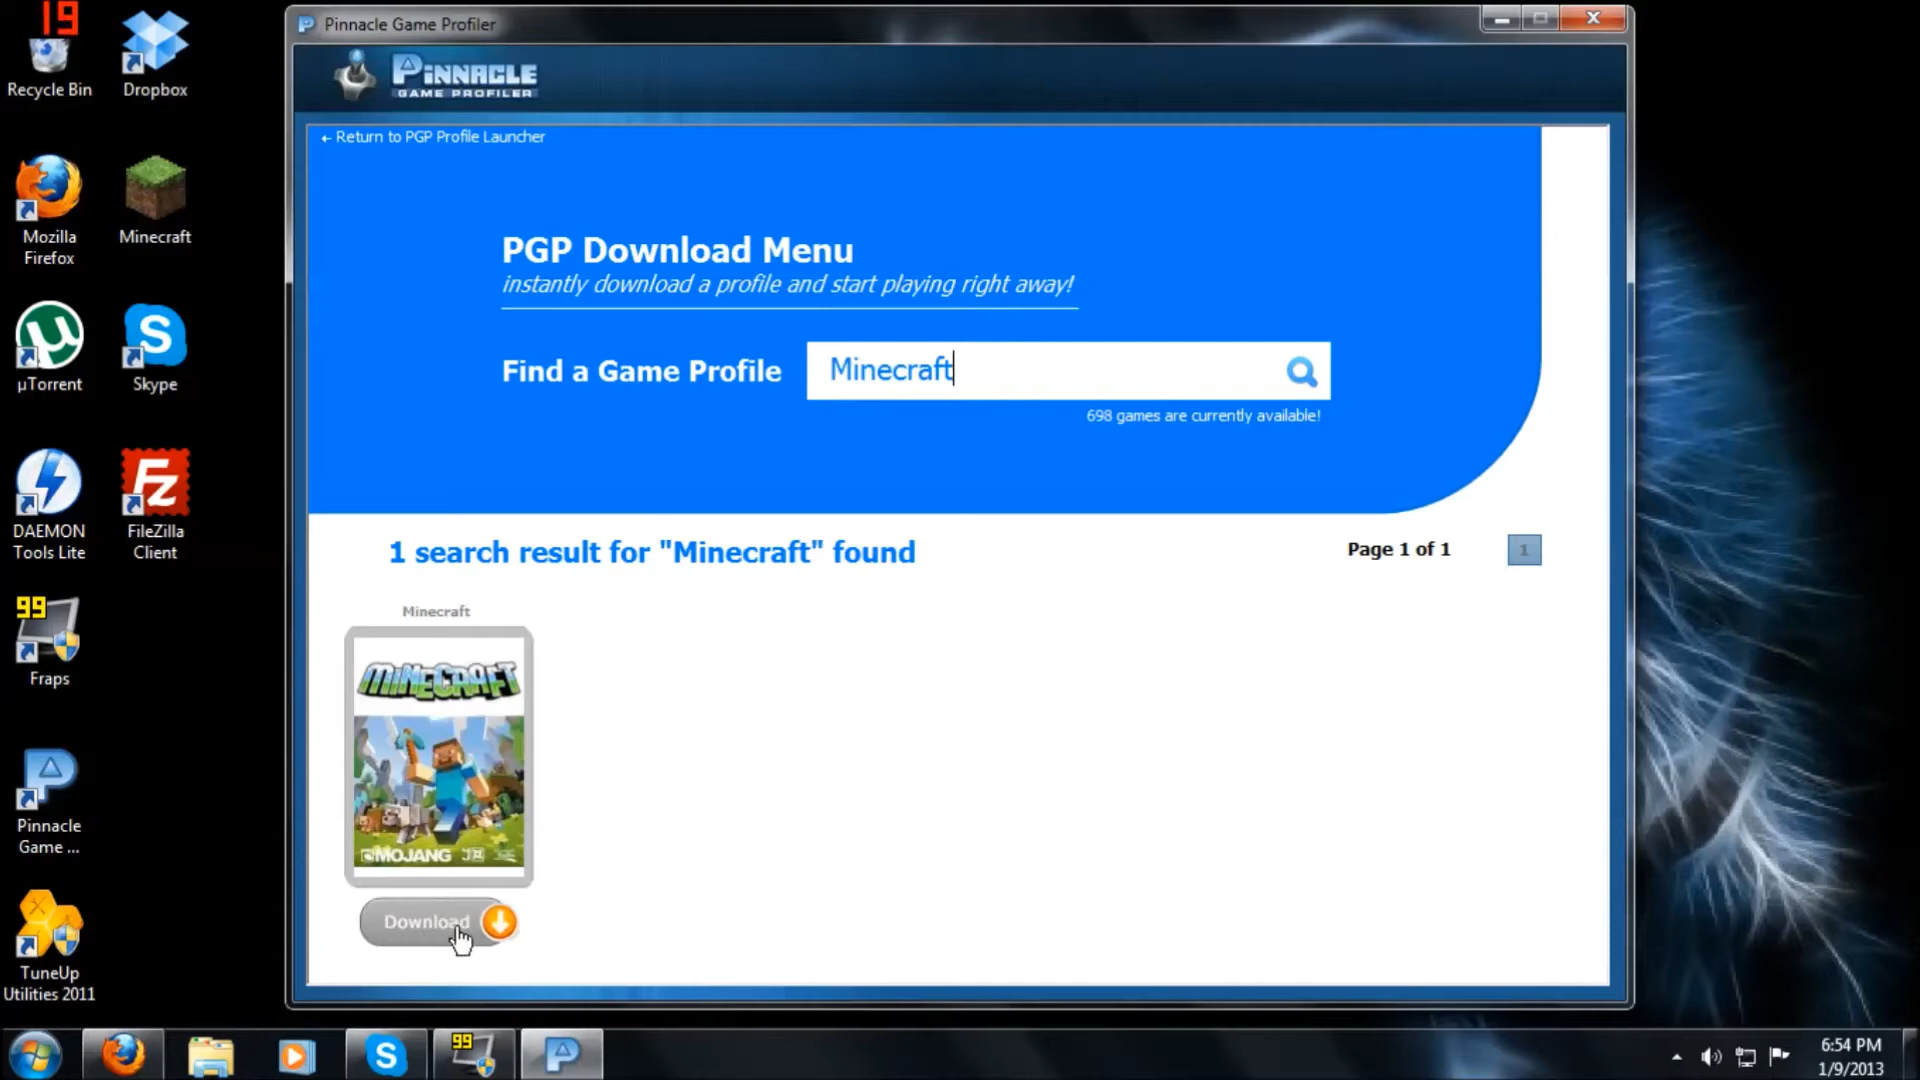 19
Recycle Bin
Dropbox
Mozilla
Firefox
Minecraft
µTorrent
Skype
DAEMON
Tools Lite
FileZilla
Client
99
Fraps
Pinnacle
Game ...
TuneUp
Utilities 2011
Pinnacle Game Profiler
PINNACLE
GAME PROFILER
← Return to PGP Profile Launcher
PGP Download Menu
instantly download a profile and start playing right away!
Find a Game Profile
Minecraft
698 games are currently available!
1 search result for "Minecraft" found
Page 1 of 1
1
Minecraft
MINECRAFT
MOJANG
Download
99
6:54 PM
1/9/2013